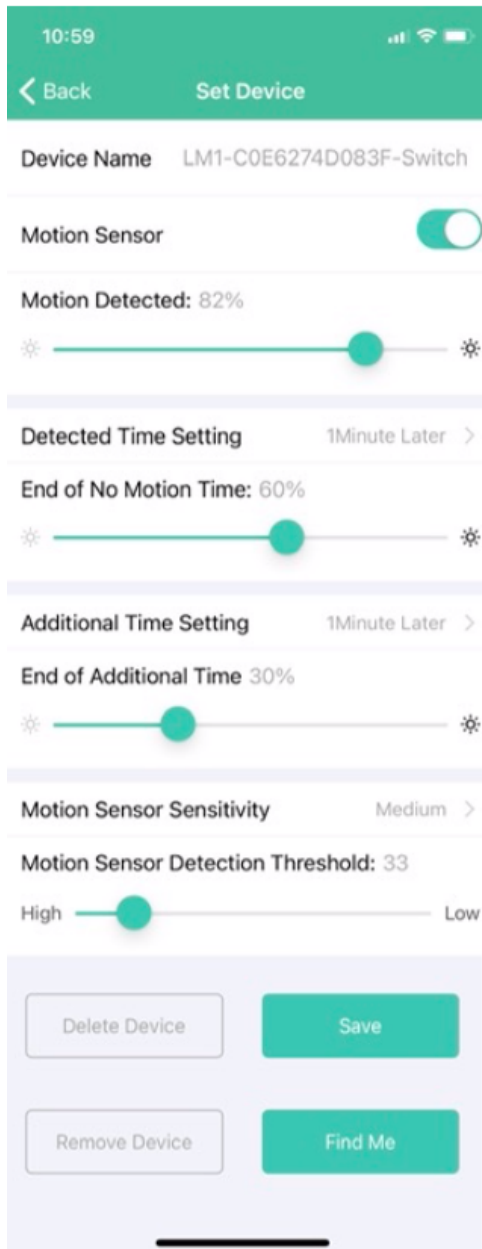 10:59
Back Set Device
Device Name LM1-C0E6274D083F-Switch
Motion Sensor
Motion Detected: 82%
Detected Time Setting 1Minute Later >
End of No Motion Time: 60%
Additional Time Setting 1Minute Later >
End of Additional Time 30%
Motion Sensor Sensitivity Medium >
Motion Sensor Detection Threshold: 33
High Low
Delete Device Save
Remove Device Find Me